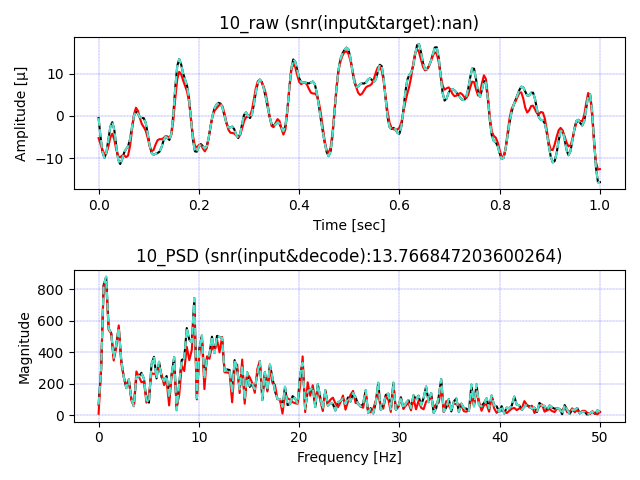 10_raw (snr(input&target):nan)
Amplitude [µ]
10
0
−10
0.0 0.2 0.4 0.6 0.8 1.0
Time [sec]
10_PSD (snr(input&decode):13.766847203600264)
Magnitude
800
600
400
200
0
0 10 20 30 40 50
Frequency [Hz]